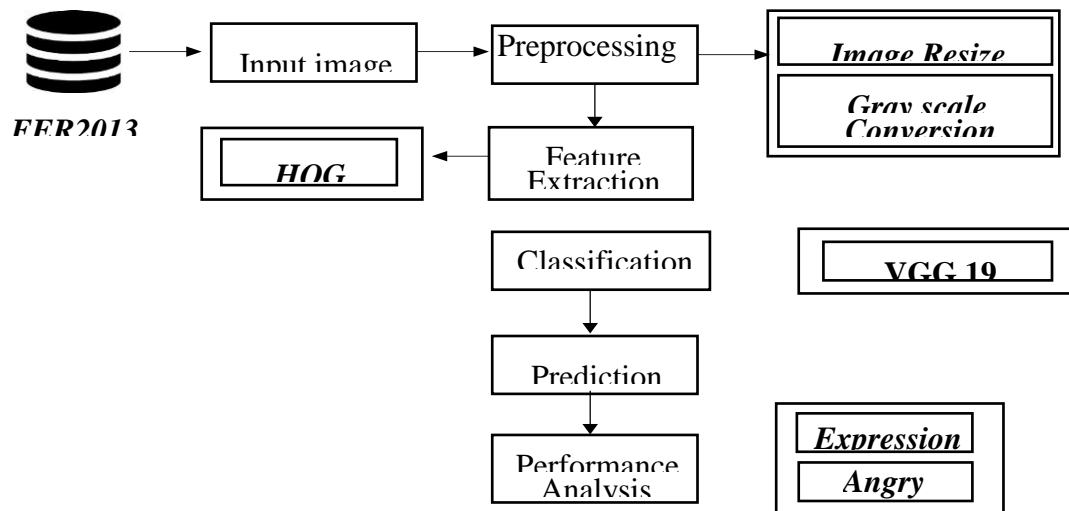 Input image
Preprocessing
Image Resize
Gray scale
Conversion
FER2013
HOG
Feature
Extraction
Classification
VGG 19
Prediction
Expression
Performance
Analysis
Angry